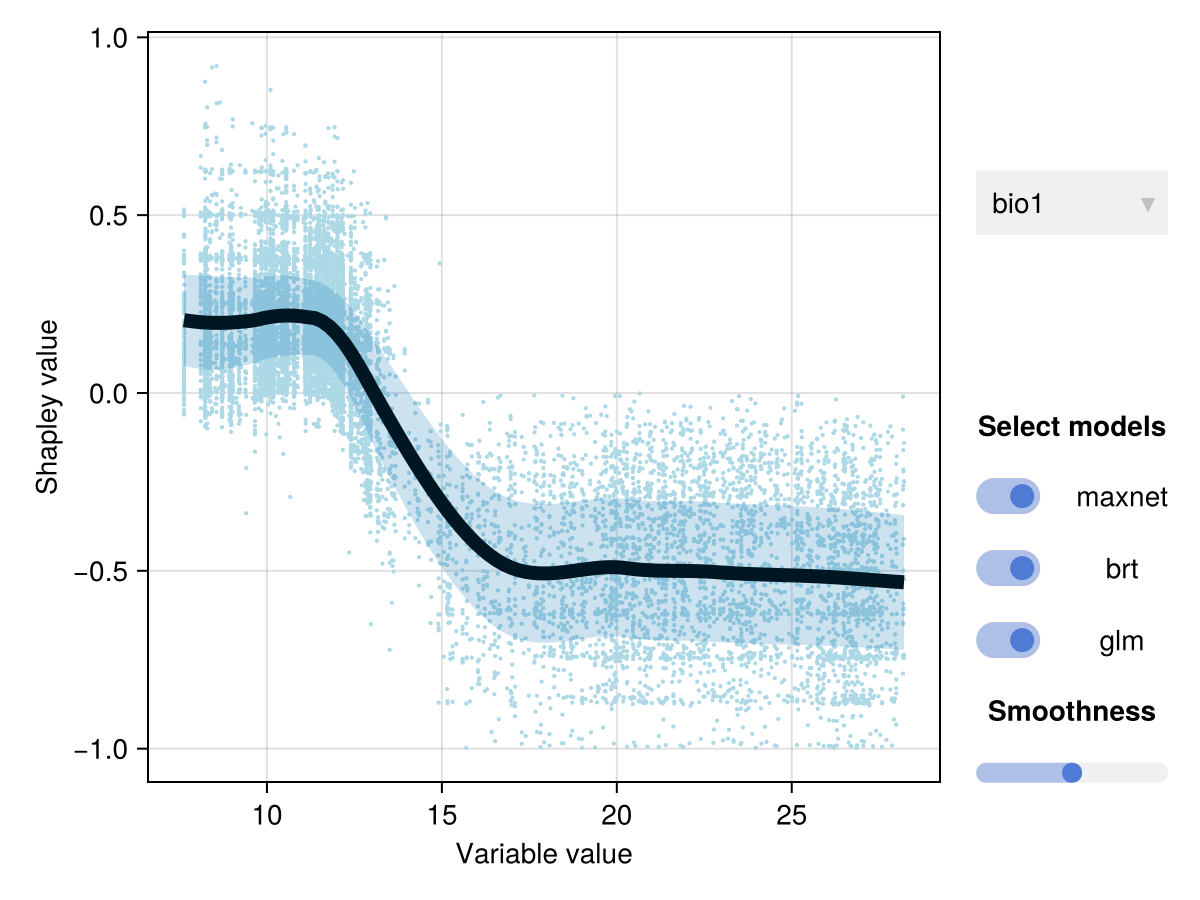 1.0
0.5
0.0
−0.5
−1.0
Shapley value
10
15
20
25
Variable value
bio1 ▼
Select models
maxnet
brt
glm
Smoothness